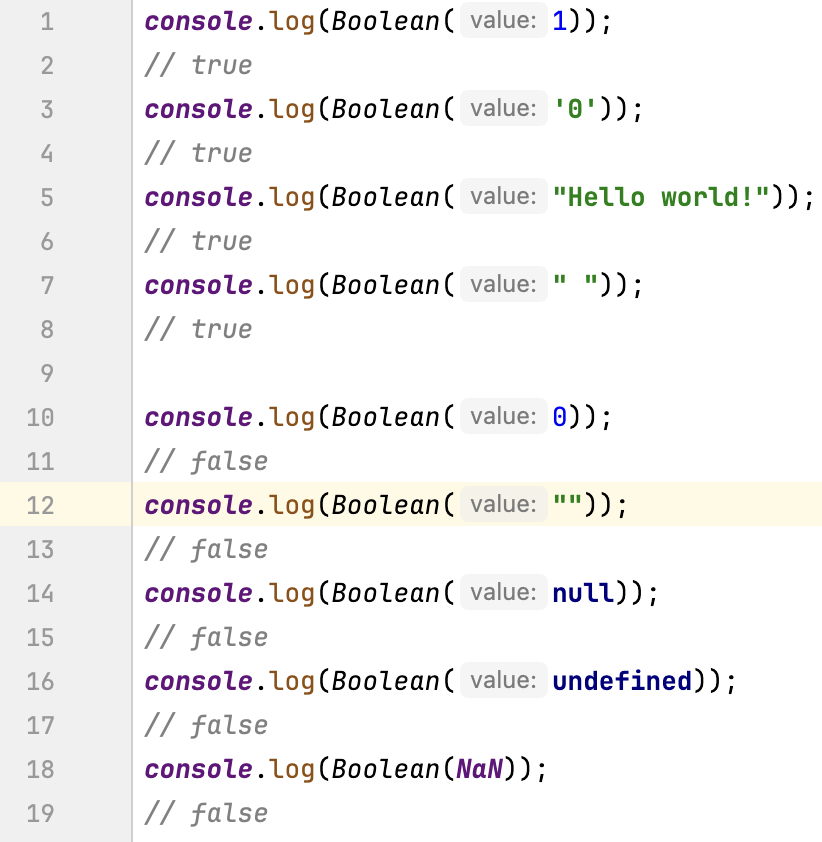 1 console.log(Boolean( value: 1));
2 // true
3 console.log(Boolean( value: '0'));
4 // true
5 console.log(Boolean( value: "Hello world!"));
6 // true
7 console.log(Boolean( value: " "));
8 // true
9
10 console.log(Boolean( value: 0));
11 // false
12 console.log(Boolean( value: ""));
13 // false
14 console.log(Boolean( value: null));
15 // false
16 console.log(Boolean( value: undefined));
17 // false
18 console.log(Boolean(NaN));
19 // false